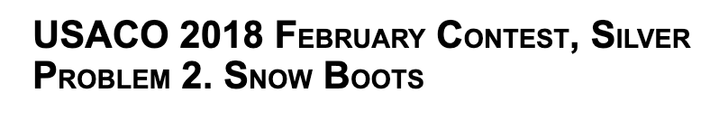 USACO 2018 February Contest, Silver
Problem 2. Snow Boots